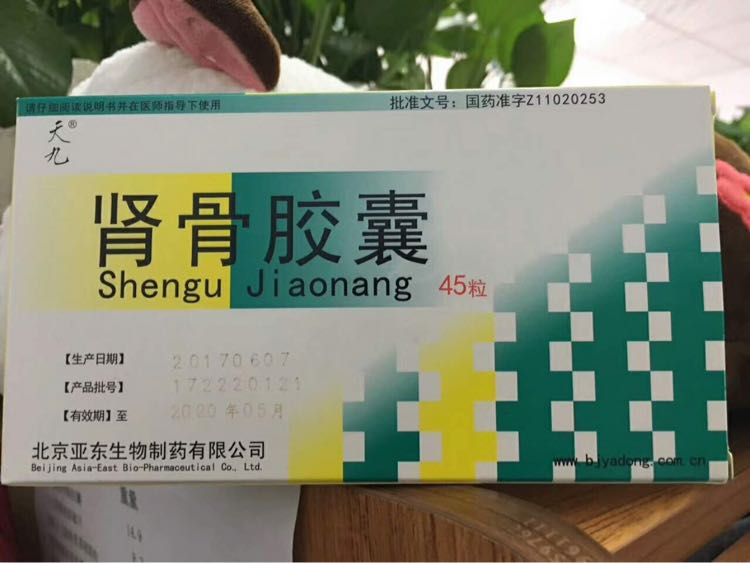 请仔细阅读说明书并在医师指导下使用
批准文号：国药准字Z11020253
天九®
肾骨胶囊
Shengu Jiaonang 45粒
【生产日期】 20170607
【产品批号】 172220121
【有效期】至 2020年05月
北京亚东生物制药有限公司
Beijing Asia-East Bio-Pharmaceutical Co., Ltd.
www.bjyadong.com.cn